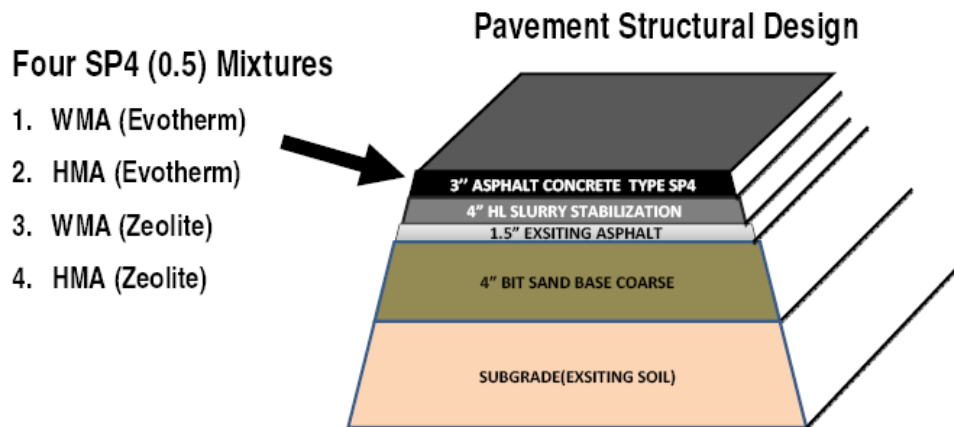 Pavement Structural Design
Four SP4 (0.5) Mixtures
1. WMA (Evotherm)
2. HMA (Evotherm)
3. WMA (Zeolite)
4. HMA (Zeolite)
3” ASPHALT CONCRETE TYPE SP4
4” HL SLURRY STABILIZATION
1.5” EXSITING ASPHALT
4” BIT SAND BASE COARSE
SUBGRADE(EXSITING SOIL)